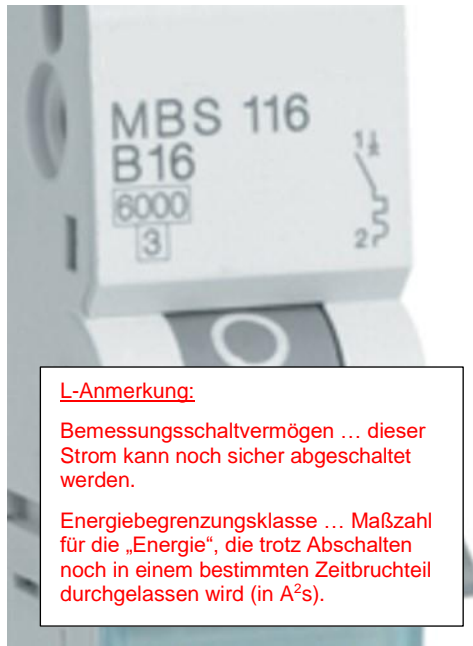 MBS 116
B16
6000
3
1
2
L-Anmerkung:
Bemessungsschaltvermögen … dieser
Strom kann noch sicher abgeschaltet
werden.
Energiebegrenzungsklasse … Maßzahl
für die „Energie“, die trotz Abschalten
noch in einem bestimmten Zeitbruchteil
durchgelassen wird (in A²s).